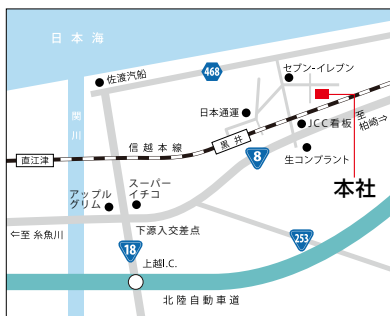 日本海
佐渡汽船
468
セブン-イレブン
関川
日本通運
JCC看板
至
柏崎⇒
信越本線
黒井
直江津
8
生コンプラント
本社
スーパー
イチコ
アップル
グリム
⇐至 糸魚川
下源入交差点
18
253
上越I.C.
北陸自動車道